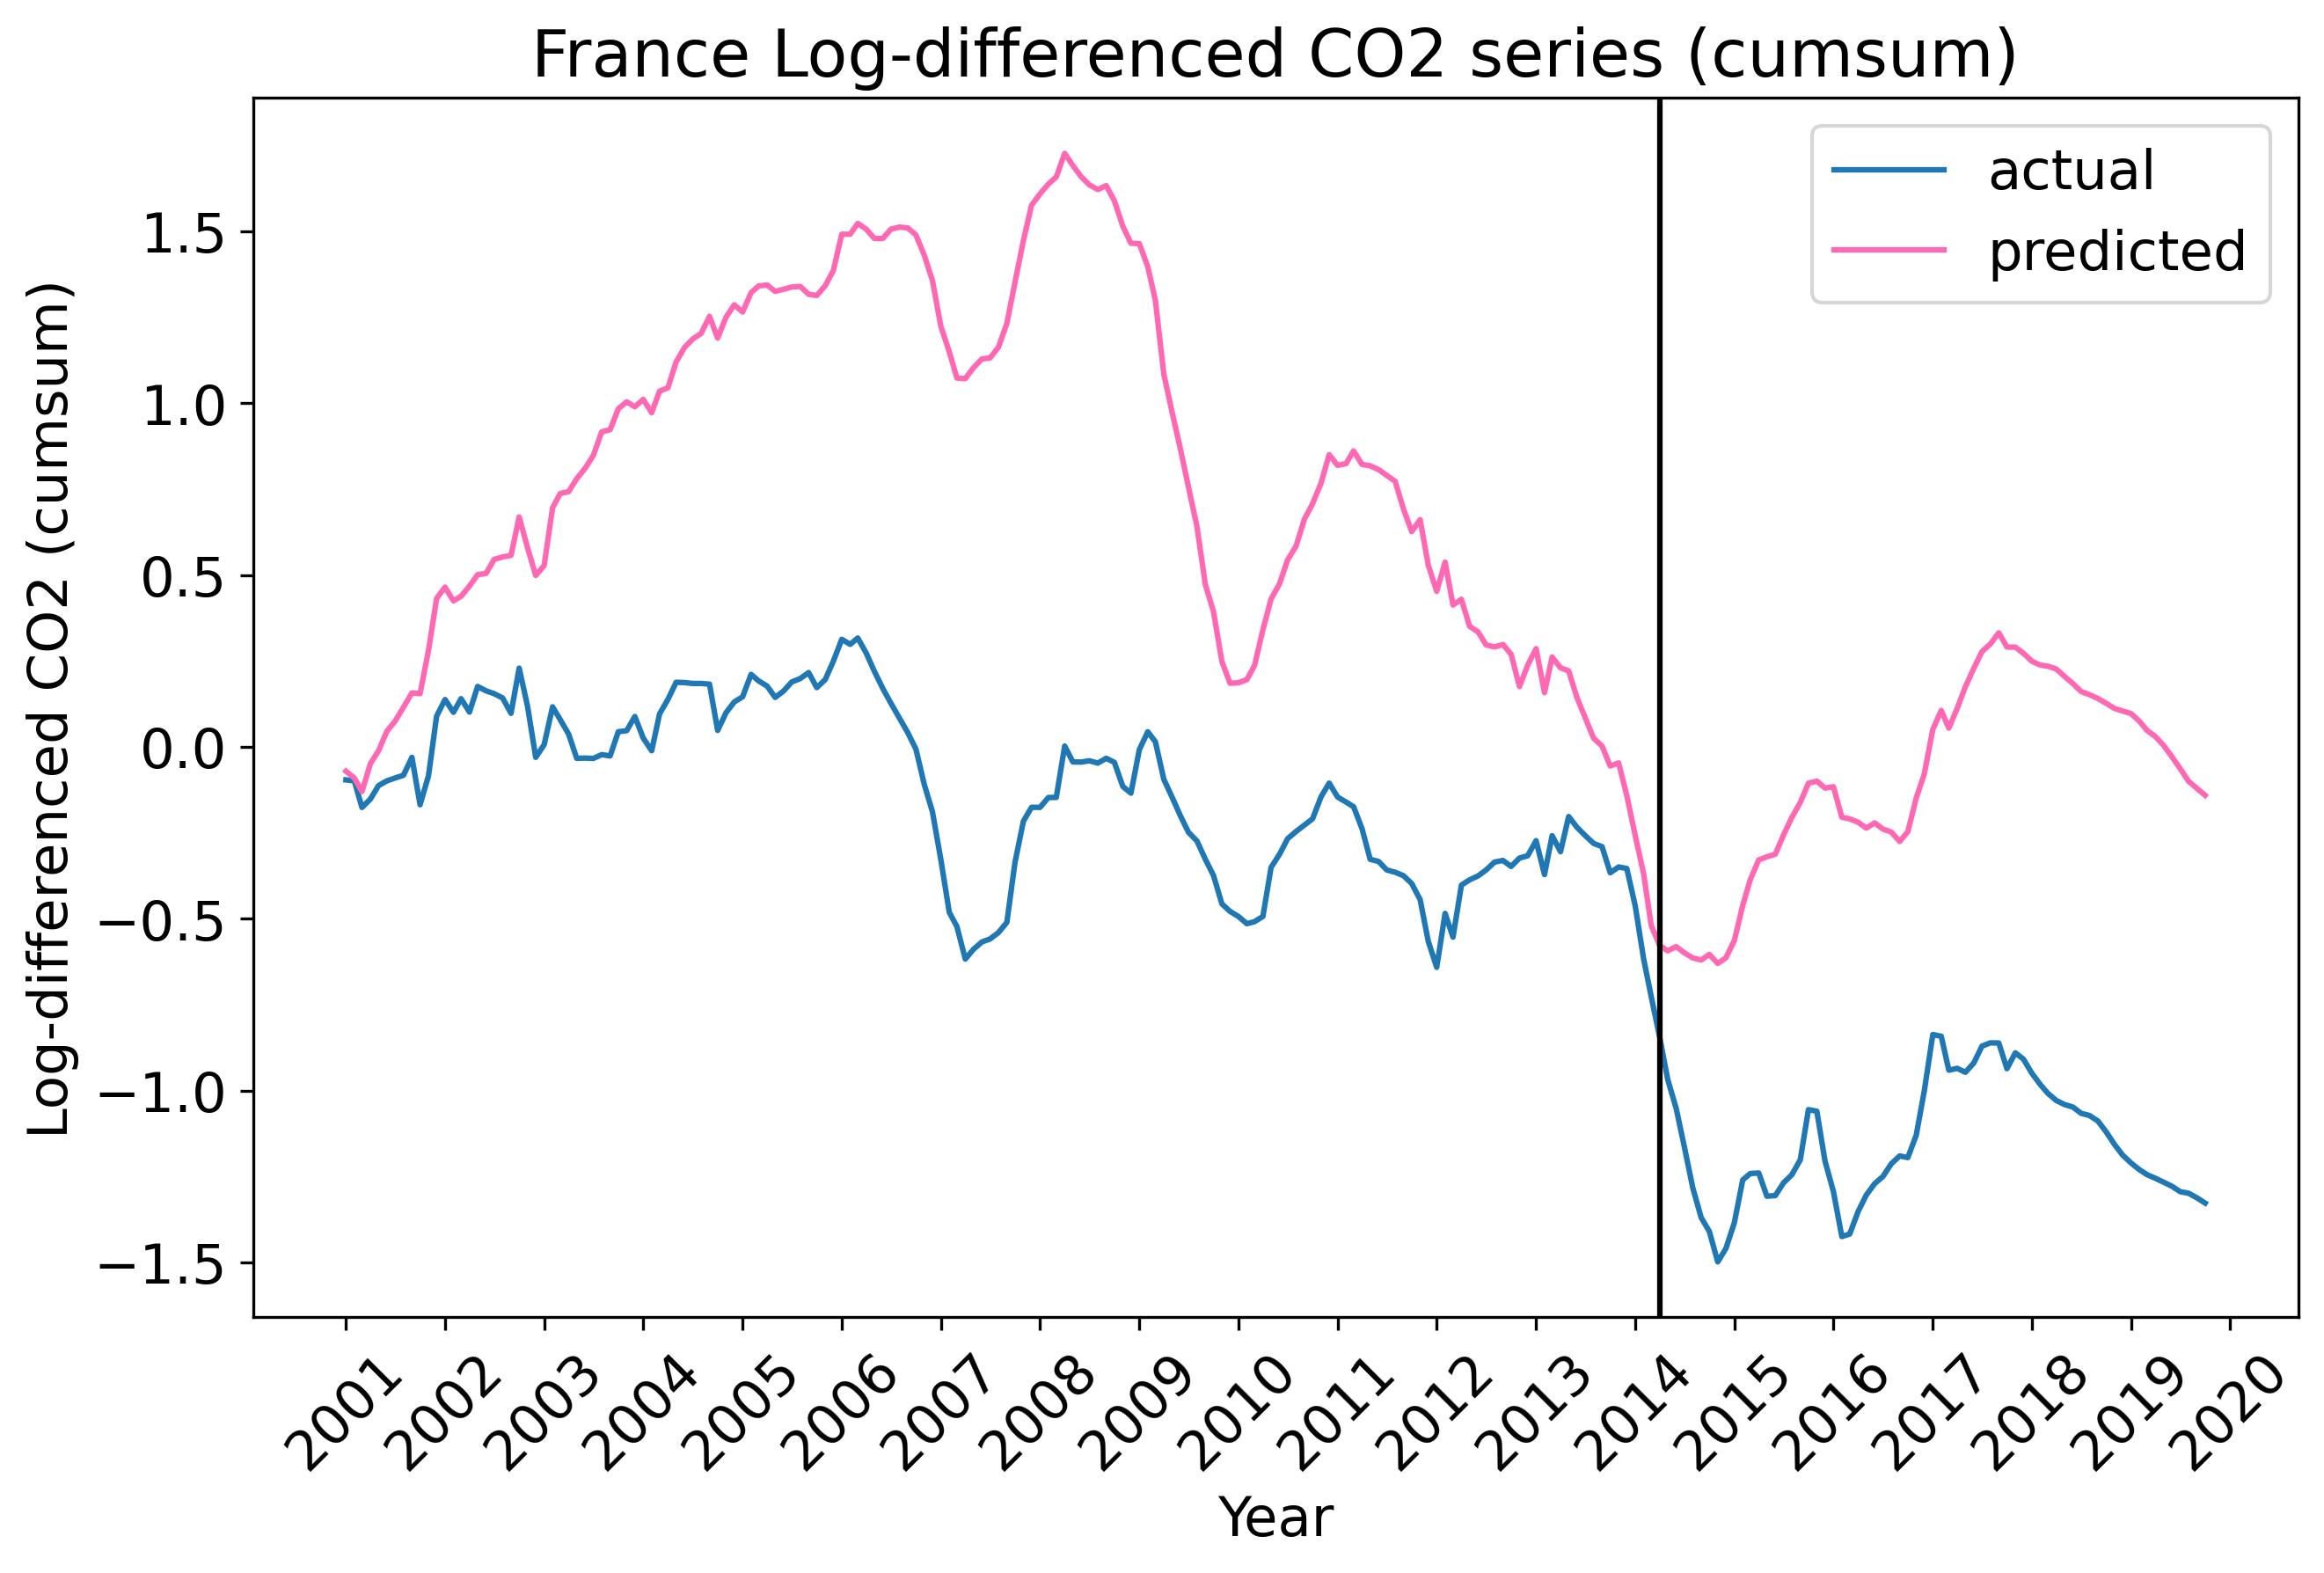 France Log-differenced CO2 series (cumsum)
actual
predicted
Log-differenced CO2 (cumsum)
1.5
1.0
0.5
0.0
−0.5
−1.0
−1.5
2001 2002 2003 2004 2005 2006 2007 2008 2009 2010 2011 2012 2013 2014 2015 2016 2017 2018 2019 2020
Year